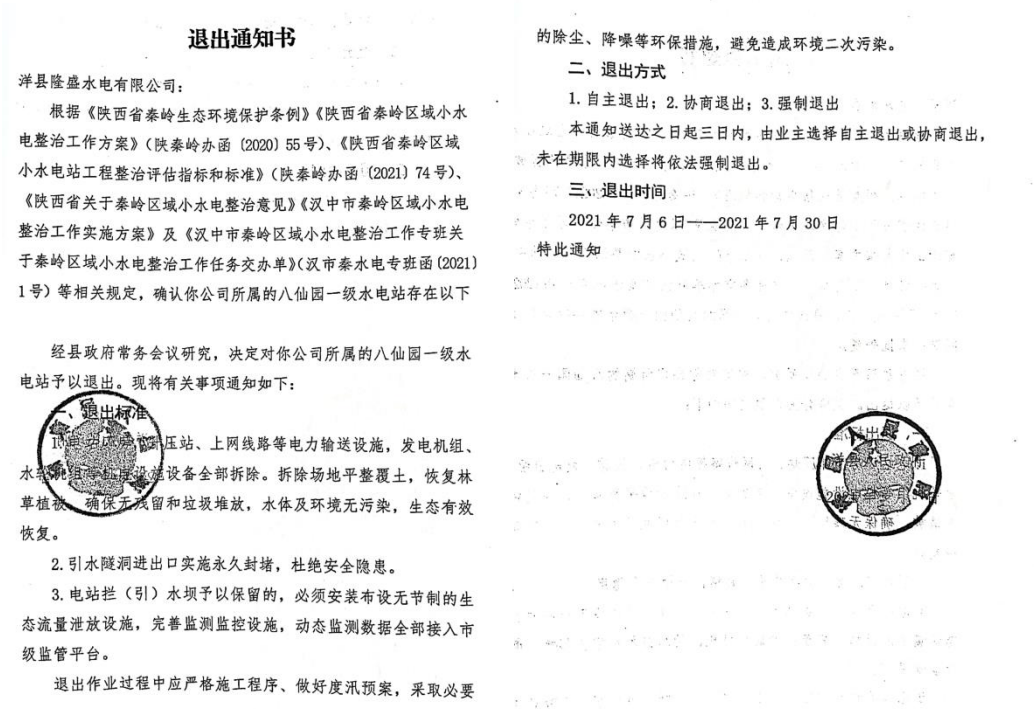 退出通知书
洋县隆盛水电有限公司：
根据《陕西省秦岭生态环境保护条例》《陕西省秦岭区域小水
电整治工作方案》（陕秦岭办函〔2020〕55号）、《陕西省秦岭区域
小水电站工程整治评估指标和标准》（陕秦岭办函〔2021〕74号）、
《陕西省关于秦岭区域小水电整治意见》《汉中市秦岭区域小水电
整治工作实施方案》及《汉中市秦岭区域小水电整治工作专班关
于秦岭区域小水电整治工作任务交办单》（汉市秦水电专班函〔2021〕
1号）等相关规定，确认你公司所属的八仙园一级水电站存在以下
经县政府常务会议研究，决定对你公司所属的八仙园一级水
电站予以退出。现将有关事项通知如下：
一、退出标准
压站、上网线路等电力输送设施，发电机组、
水轮机组等 设施设备全部拆除。拆除场地平整覆土，恢复林
草植被，确保无残留和垃圾堆放，水体及环境无污染，生态有效
恢复。
2.引水隧洞进出口实施永久封堵，杜绝安全隐患。
3.电站拦（引）水坝予以保留的，必须安装布设无节制的生
态流量泄放设施，完善监测监控设施，动态监测数据全部接入市
级监管平台。
退出作业过程中应严格施工程序、做好度汛预案，采取必要
的除尘、降噪等环保措施，避免造成环境二次污染。
二、退出方式
1.自主退出；2.协商退出；3.强制退出
本通知送达之日起三日内，由业主选择自主退出或协商退出，
未在期限内选择将依法强制退出。
三、退出时间
2021年7月6日——2021年7月30日
特此通知